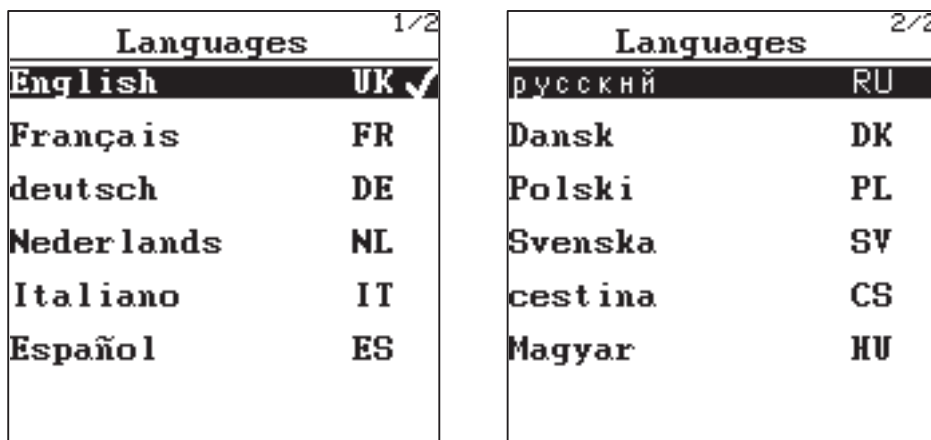 1/2
Languages
English UK ✓
Français FR
deutsch DE
Nederlands NL
Italiano IT
Español ES
2/2
Languages
русскнй RU
Dansk DK
Polski PL
Svenska SV
cestina CS
Magyar HU